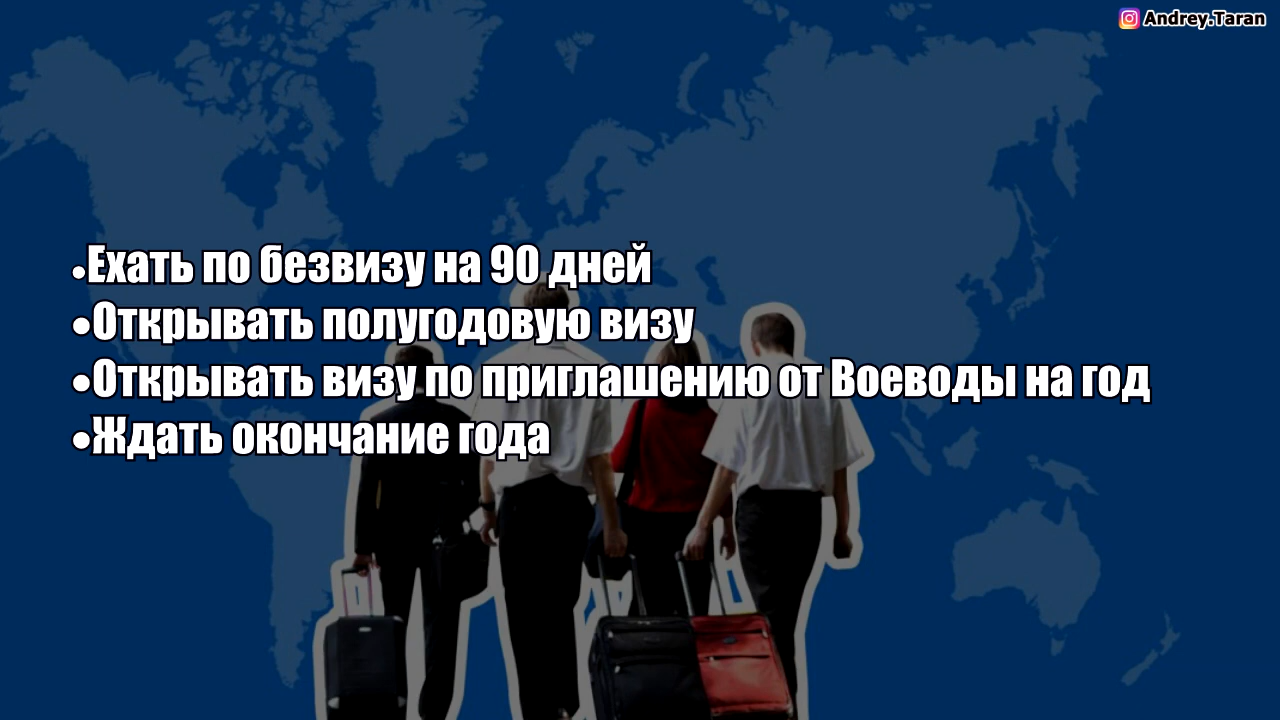 Andrey.Taran
•Ехать по безвизу на 90 дней
•Открывать полугодовую визу
•Открывать визу по приглашению от Воеводы на год
•Ждать окончание года